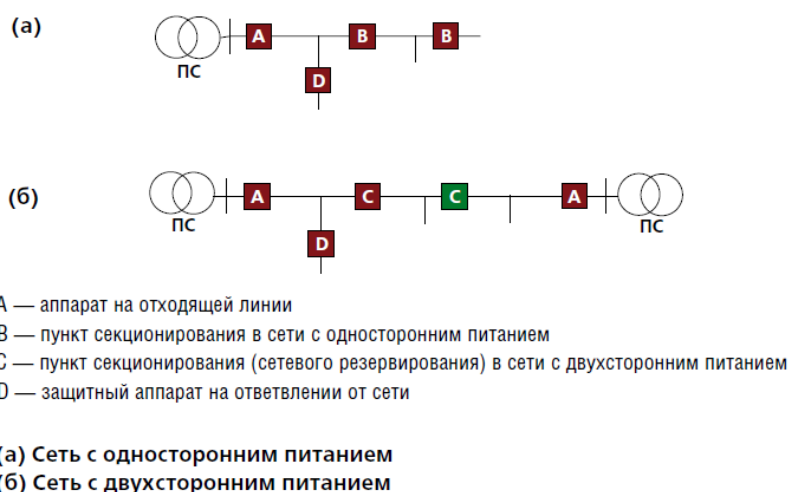 (а)
A B B
ПС
D
(б)
A C C A
ПС ПС
D
А — аппарат на отходящей линии
В — пункт секционирования в сети с односторонним питанием
С — пункт секционирования (сетевого резервирования) в сети с двухсторонним питанием
D — защитный аппарат на ответвлении от сети
(а) Сеть с односторонним питанием
(б) Сеть с двухсторонним питанием